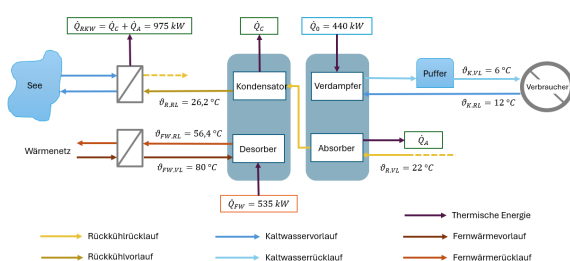 Q̇_RKW = Q̇_C + Q̇_A = 975 kW
Q̇_C
Q̇_0 = 440 kW
See
Kondensator
Verdampfer
Puffer
Verbraucher
ϑ_K.VL = 6 °C
ϑ_K.RL = 12 °C
ϑ_R.RL = 26,2 °C
Wärmenetz
ϑ_FW.RL = 56,4 °C
ϑ_FW.VL = 80 °C
Desorber
Absorber
Q̇_A
ϑ_R.VL = 22 °C
Q̇_FW = 535 kW
Thermische Energie
Rückkühlrücklauf
Kaltwasservorlauf
Fernwärmevorlauf
Rückkühlvorlauf
Kaltwasserrücklauf
Fernwärmerücklauf